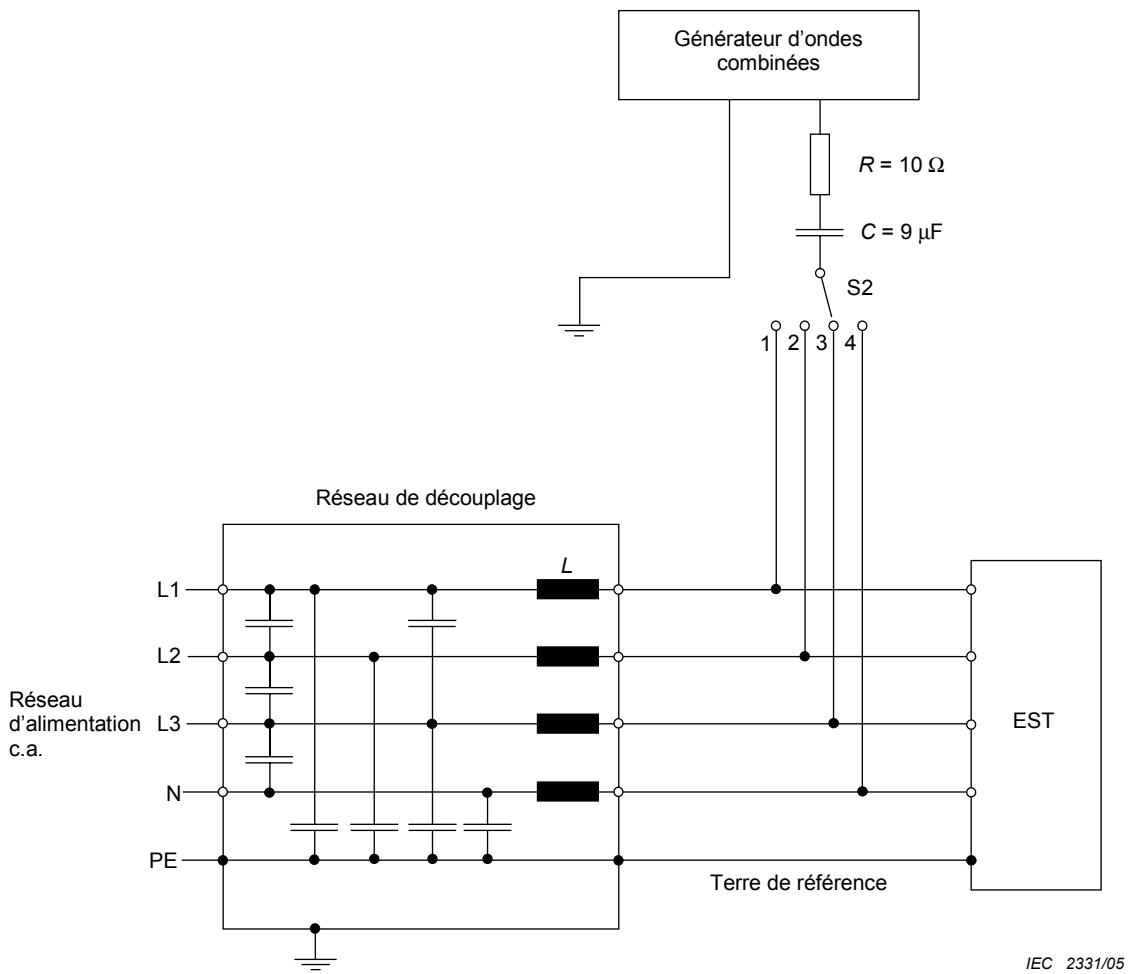 Générateur d'ondes
combinées
R = 10 Ω
C = 9 μF
S2
1 2 3 4
Réseau de découplage
L
L1
L2
Réseau
d'alimentation
c.a.
L3
EST
N
PE
Terre de référence
IEC 2331/05